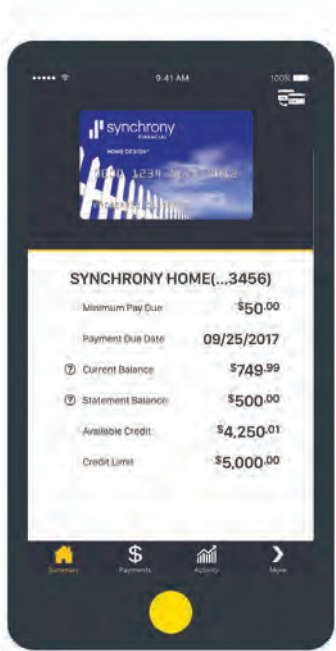 9:41 AM 100%
synchrony
FINANCIAL
HOME DESIGN
SYNCHRONY HOME(...3456)
Minimum Pay Due $50.00
Payment Due Date 09/25/2017
? Current Balance $749.99
? Statement Balance $500.00
Available Credit $4,250.01
Credit Limit $5,000.00
Summary Payments Activity More